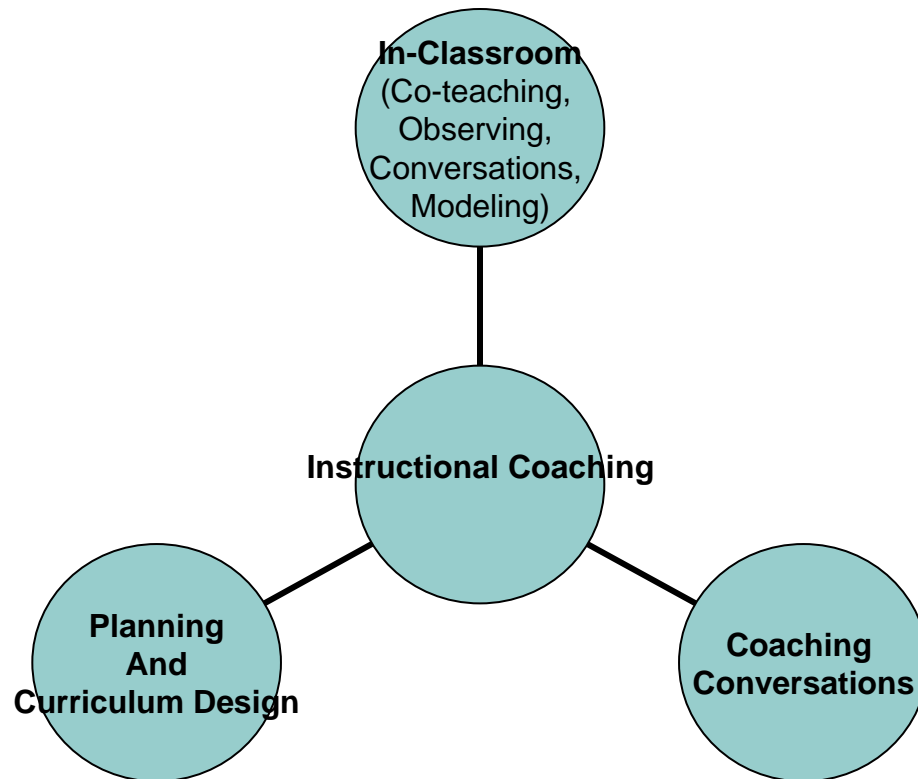 In-Classroom
(Co-teaching,
Observing,
Conversations,
Modeling)
Instructional Coaching
Planning
And
Curriculum Design
Coaching
Conversations